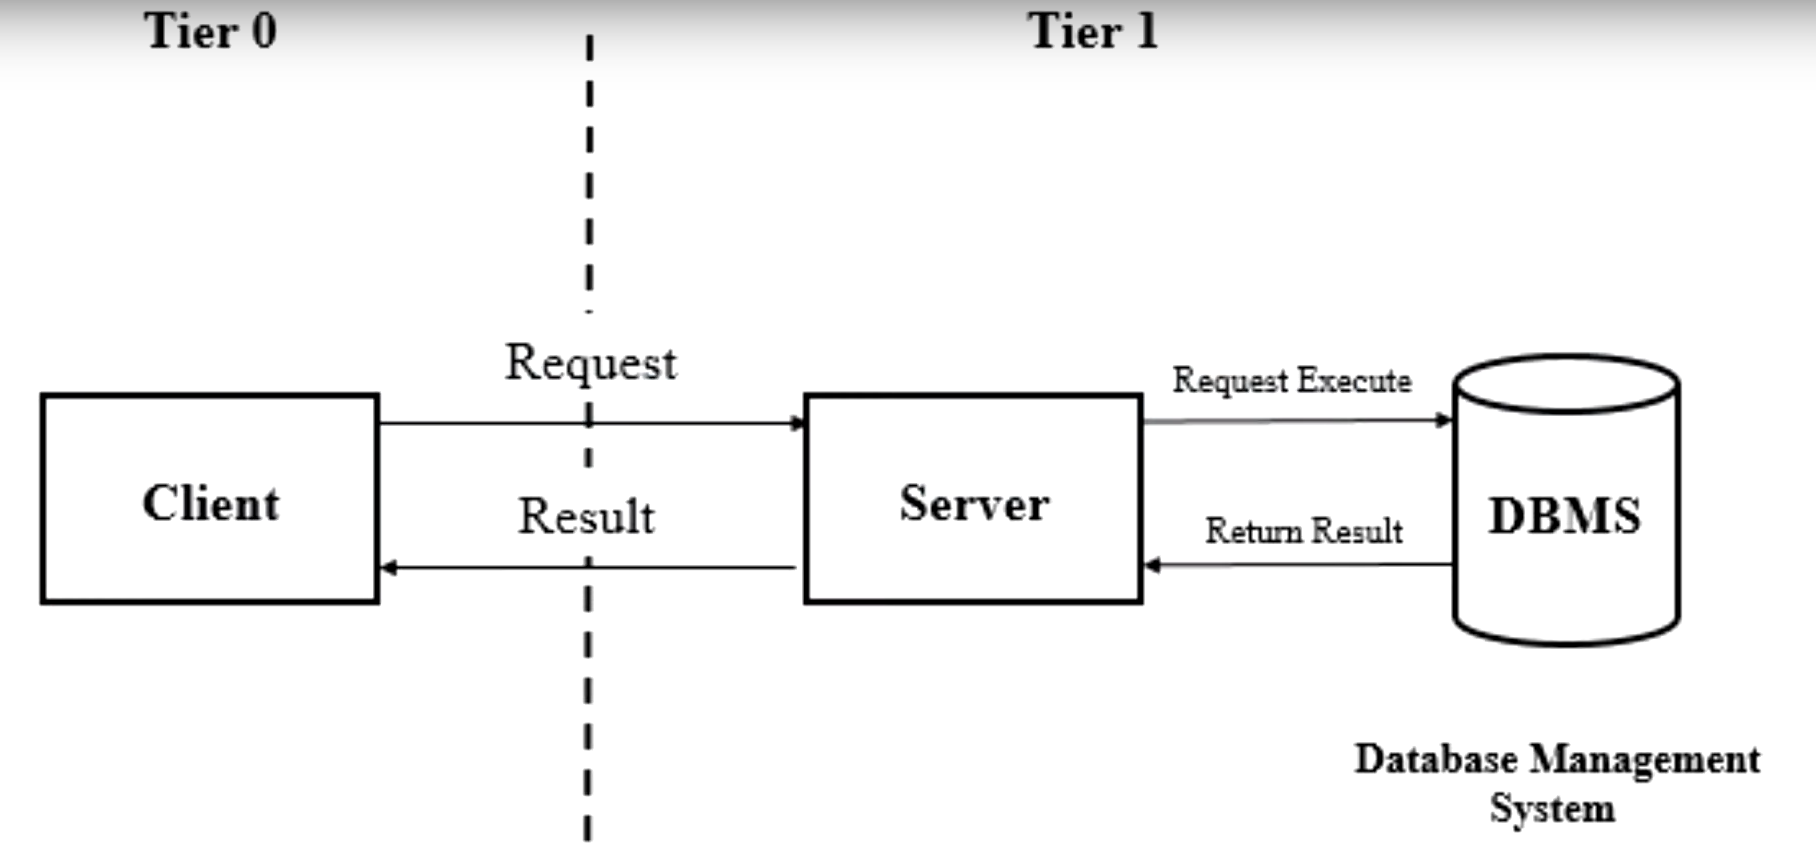 Tier 0
Tier 1
Request
Request Execute
Client
Server
DBMS
Result
Return Result
Database Management
System